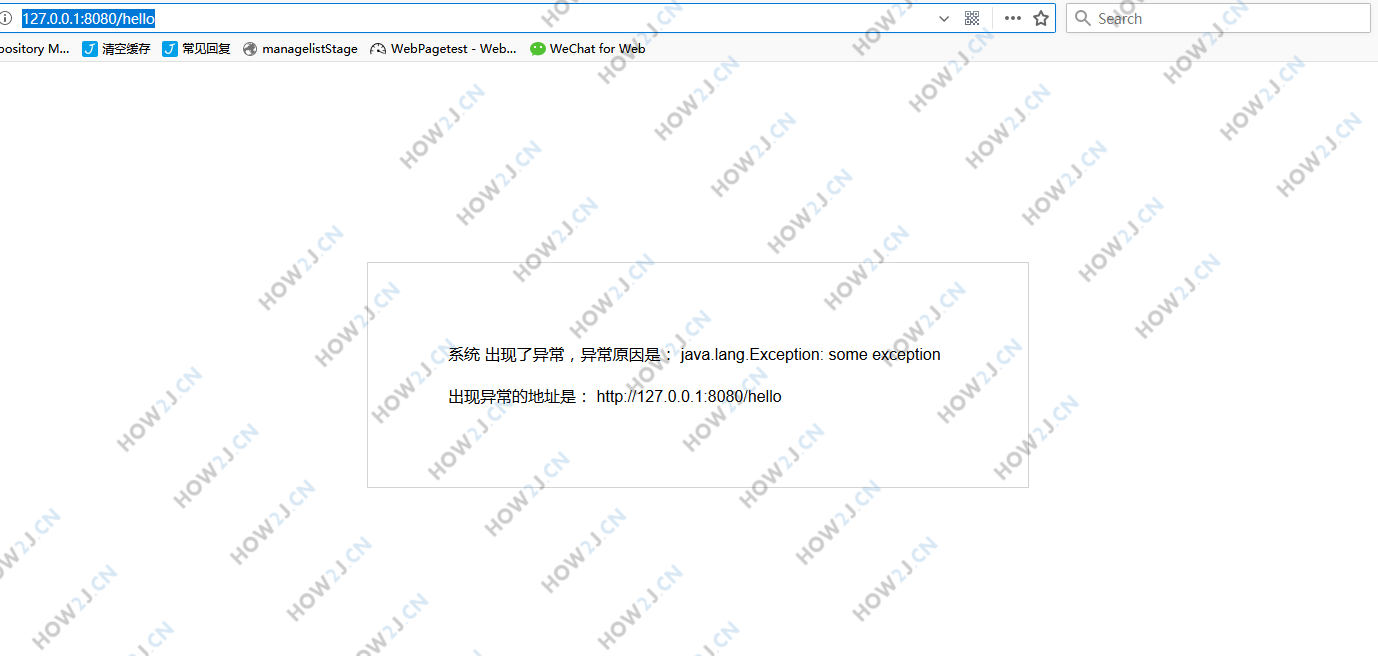 127.0.0.1:8080/hello
Search
pository M...
清空缓存
常见回复
managelistStage
WebPagetest - Web...
WeChat for Web
系统 出现了异常，异常原因是： java.lang.Exception: some exception
出现异常的地址是： http://127.0.0.1:8080/hello
HOW2J.CN